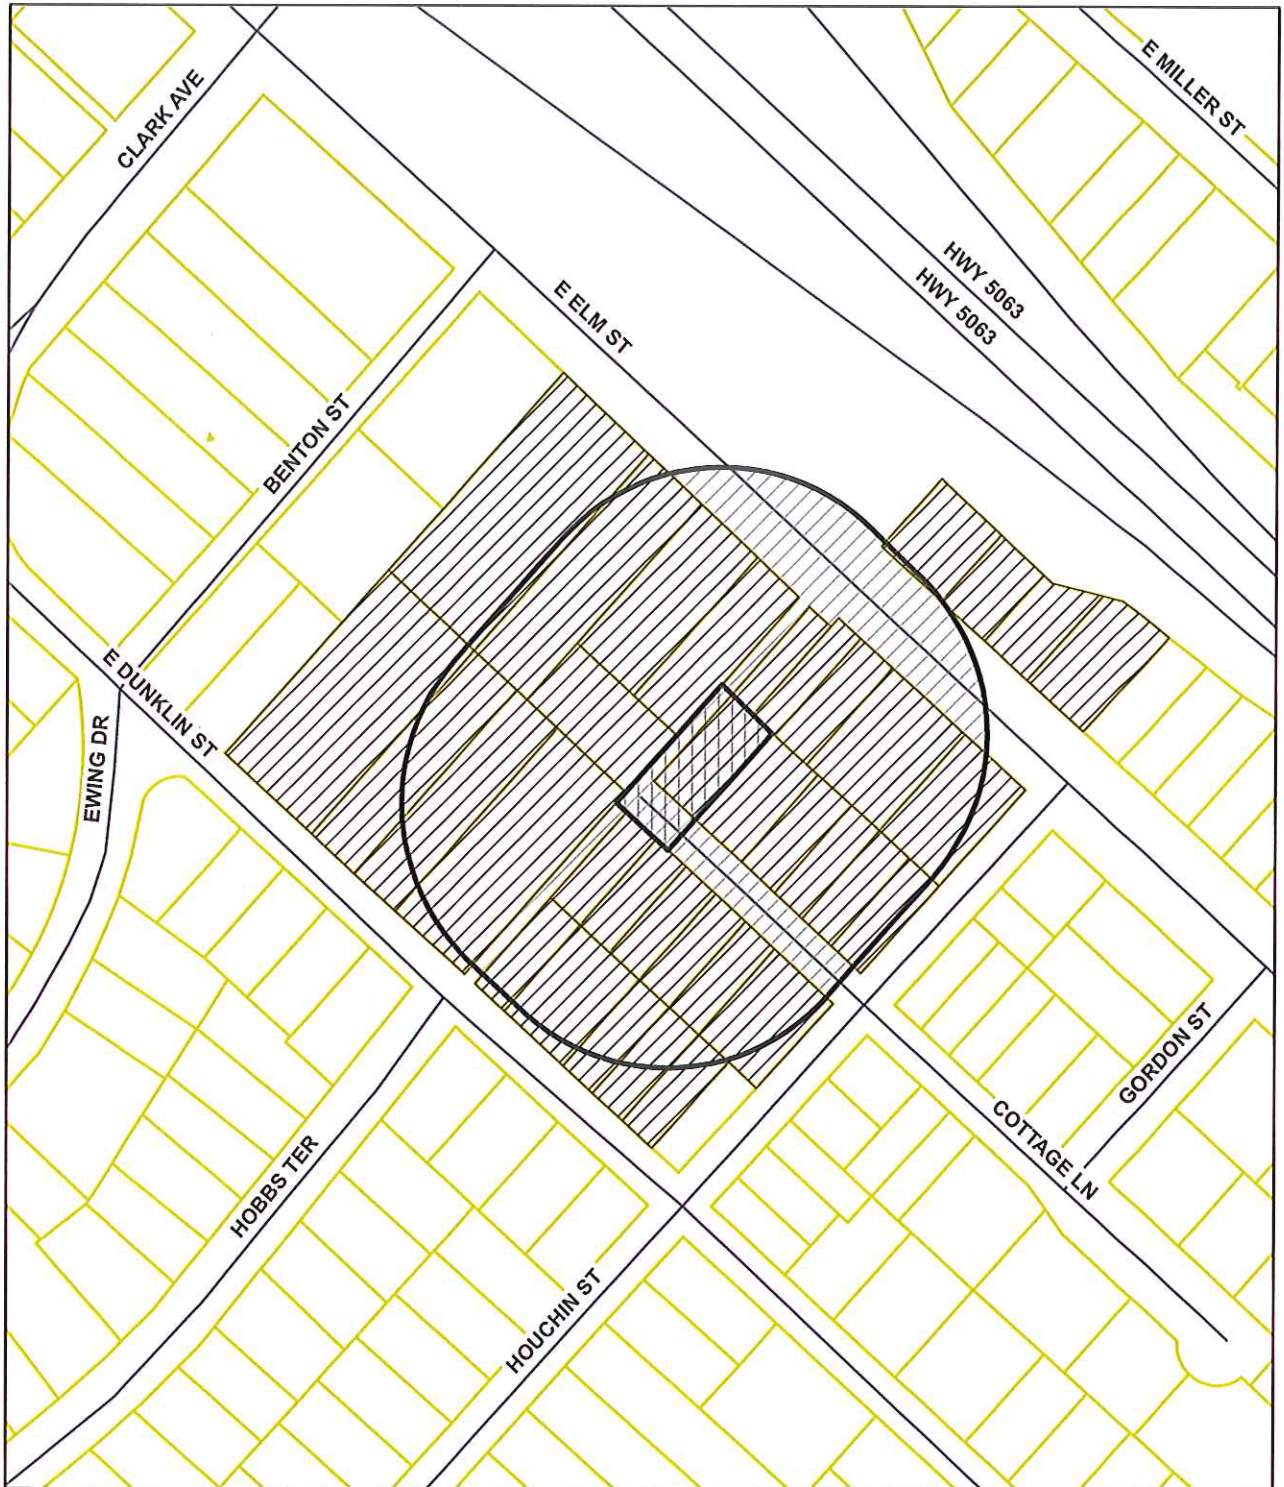 E MILLER ST
CLARK AVE
HWY 5063
HWY 5063
E ELM ST
BENTON ST
E DUNKLIN ST
EWING DR
GORDON ST
COTTAGE LN
HOBBS TER
HOUCHIN ST